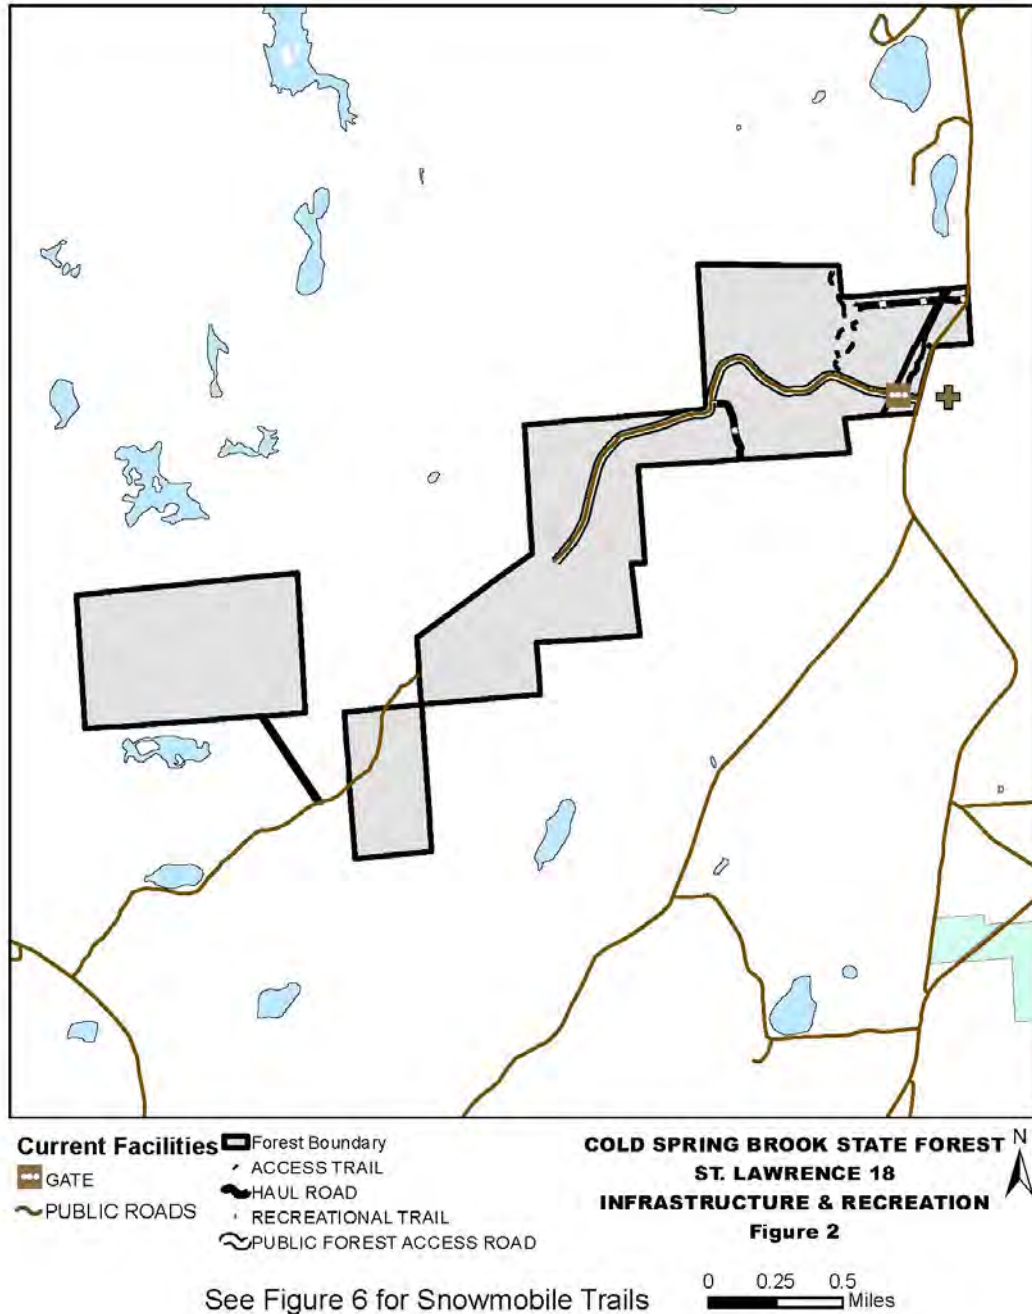 Current Facilities
GATE
PUBLIC ROADS
Forest Boundary
ACCESS TRAIL
HAUL ROAD
RECREATIONAL TRAIL
PUBLIC FOREST ACCESS ROAD
COLD SPRING BROOK STATE FOREST
ST. LAWRENCE 18
INFRASTRUCTURE & RECREATION
Figure 2
N
0 0.25 0.5
Miles
See Figure 6 for Snowmobile Trails